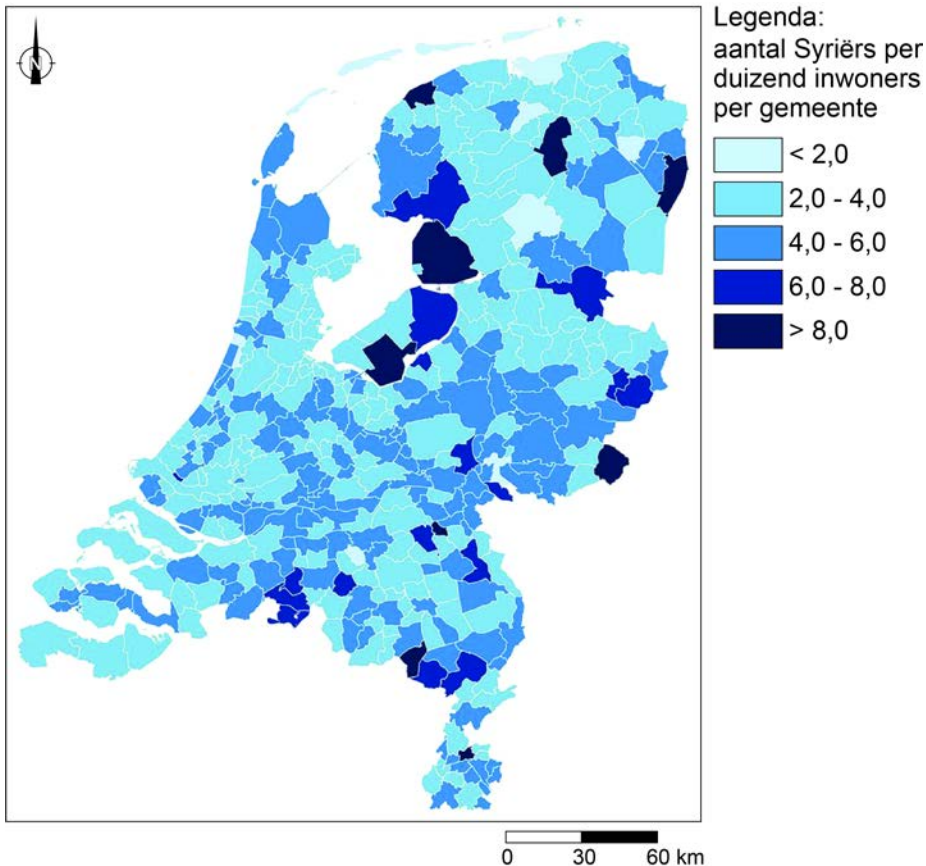 N
Legenda:
aantal Syriërs per
duizend inwoners
per gemeente
< 2,0
2,0 - 4,0
4,0 - 6,0
6,0 - 8,0
> 8,0
0 30 60 km